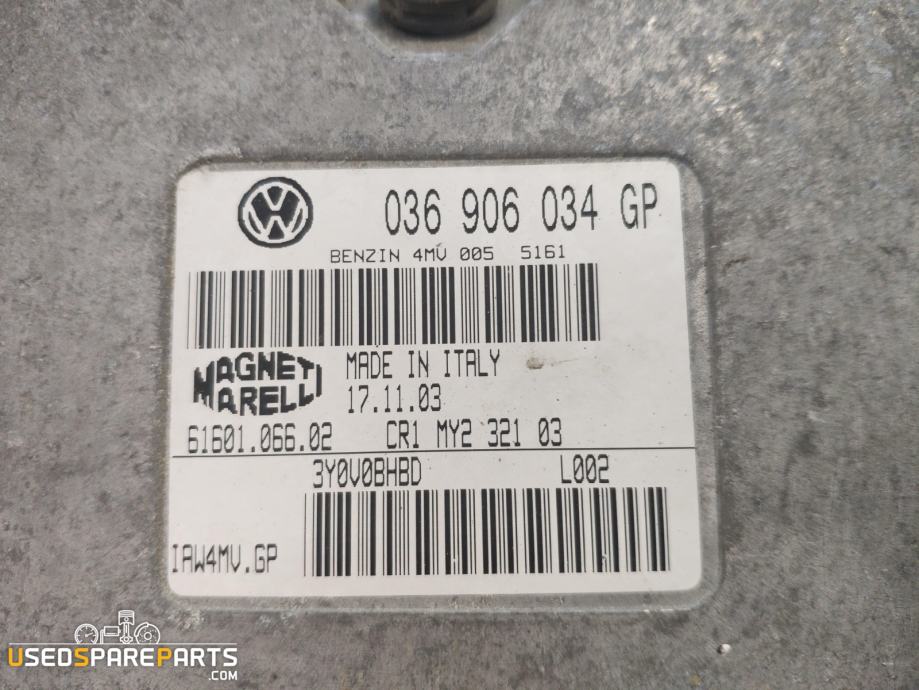 036 906 034 GP
BENZIN 4MV 005 5161
MAGNETI MARELLI
MADE IN ITALY
17.11.03
61601.066.02 CR1 MY2 321 03
3Y0V0BHBD L002
IAW4MV.GP
USEDSPAREPARTS.COM